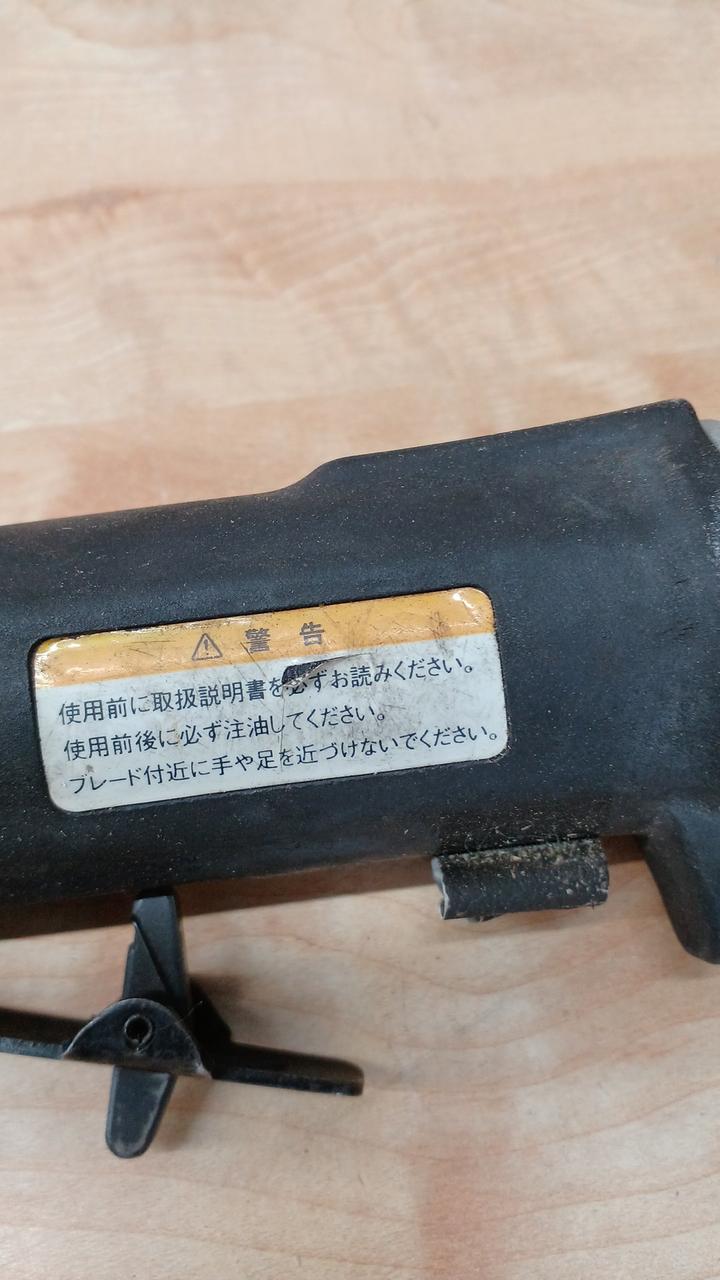 ⚠ 警告
使用前に取扱説明書を必ずお読みください。
使用前後に必ず注油してください。
ブレード付近に手や足を近づけないでください。